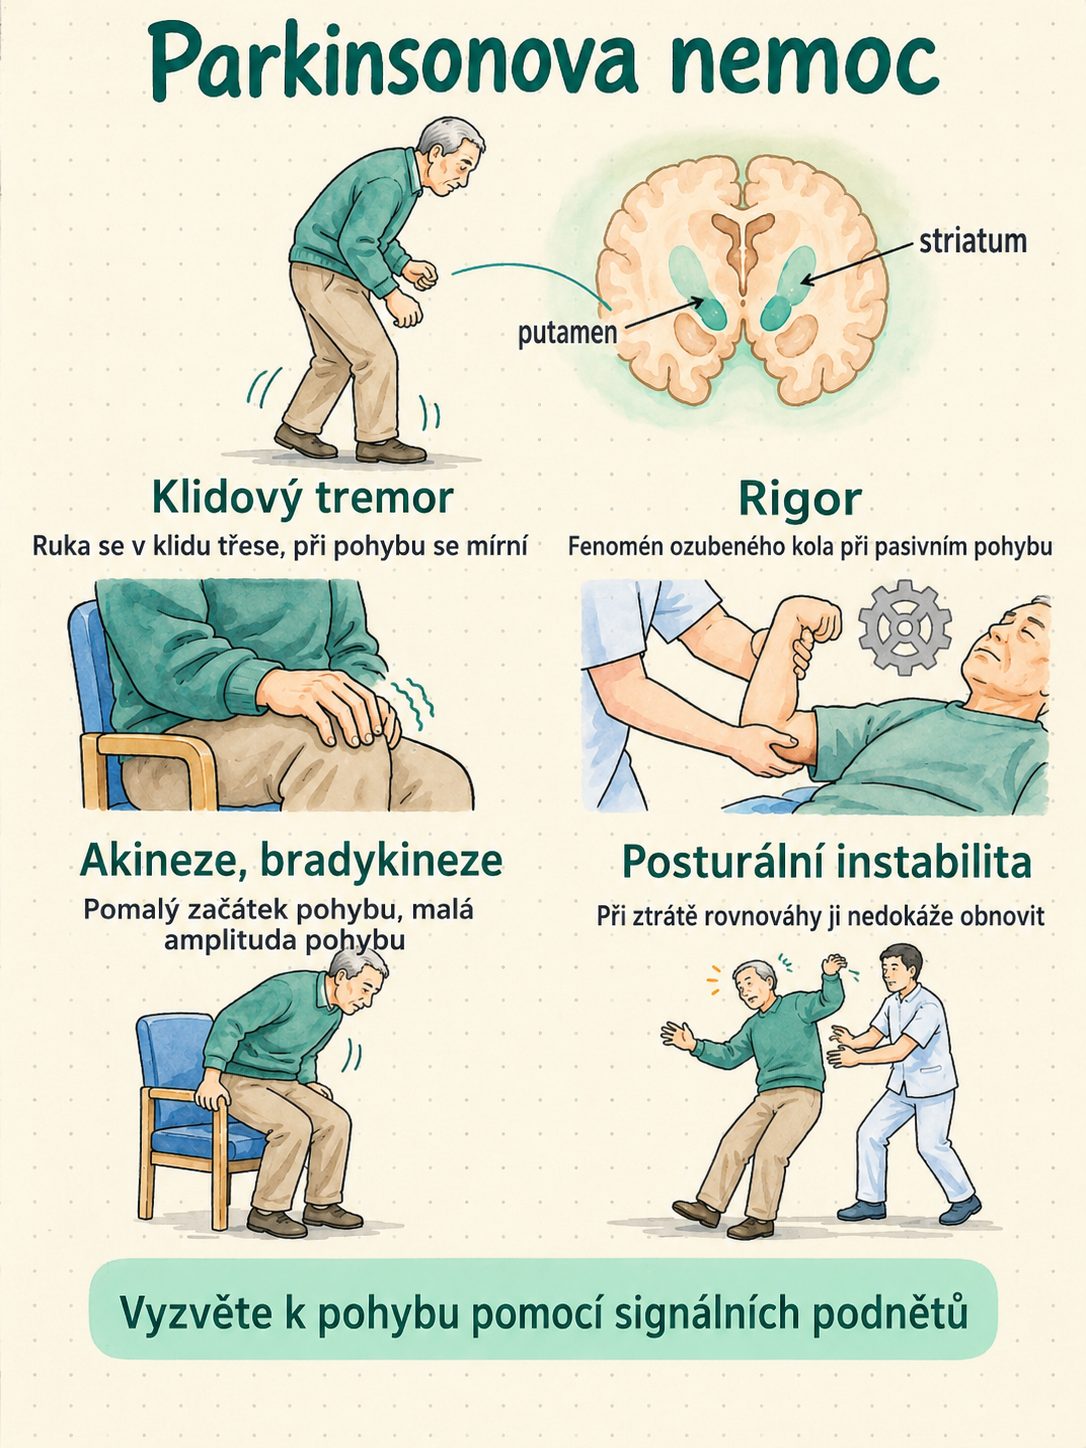 Parkinsonova nemoc
striatum
putamen
Klidový tremor
Ruka se v klidu třese, při pohybu se mírní
Rigor
Fenomén ozubeného kola při pasivním pohybu
Akineze, bradykineze
Pomalý začátek pohybu, malá
amplituda pohybu
Posturální instabilita
Při ztrátě rovnováhy ji nedokáže obnovit
Vyzvěte k pohybu pomocí signálních podnětů